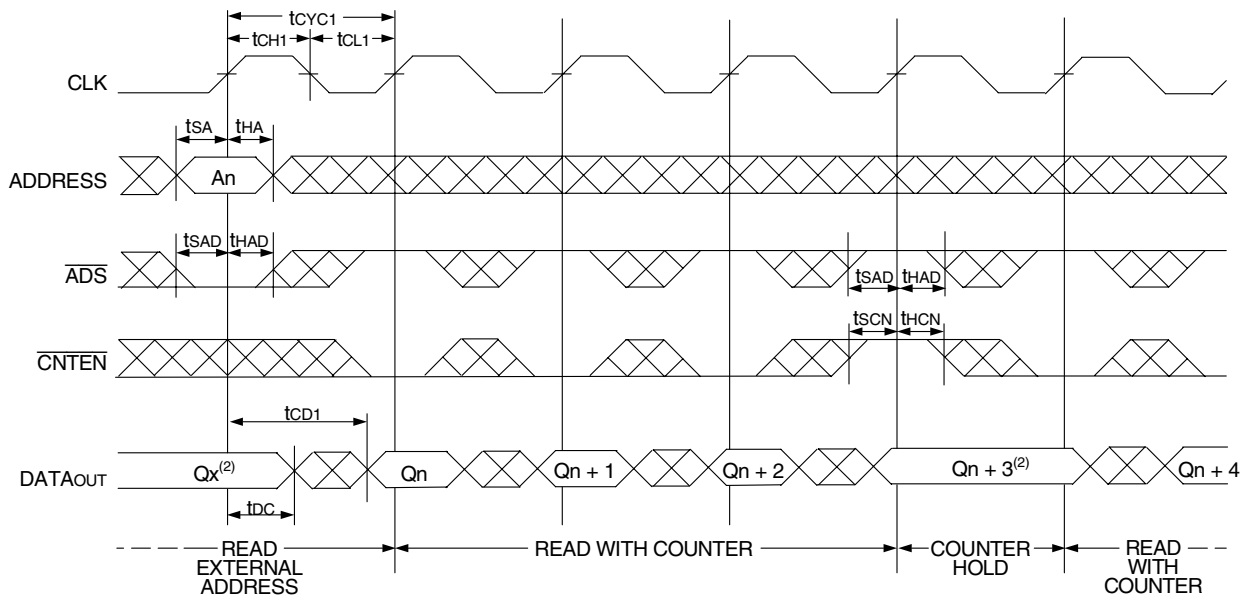 tCYC1
tCH1 tCL1
CLK
tSA tHA
ADDRESS An
tSAD tHAD
ADS
tSAD tHAD
tSCN tHCN
CNTEN
tCD1
DATAOUT Qx(2) Qn Qn + 1 Qn + 2 Qn + 3(2) Qn + 4
tDC
READ EXTERNAL ADDRESS
READ WITH COUNTER
COUNTER HOLD
READ WITH COUNTER